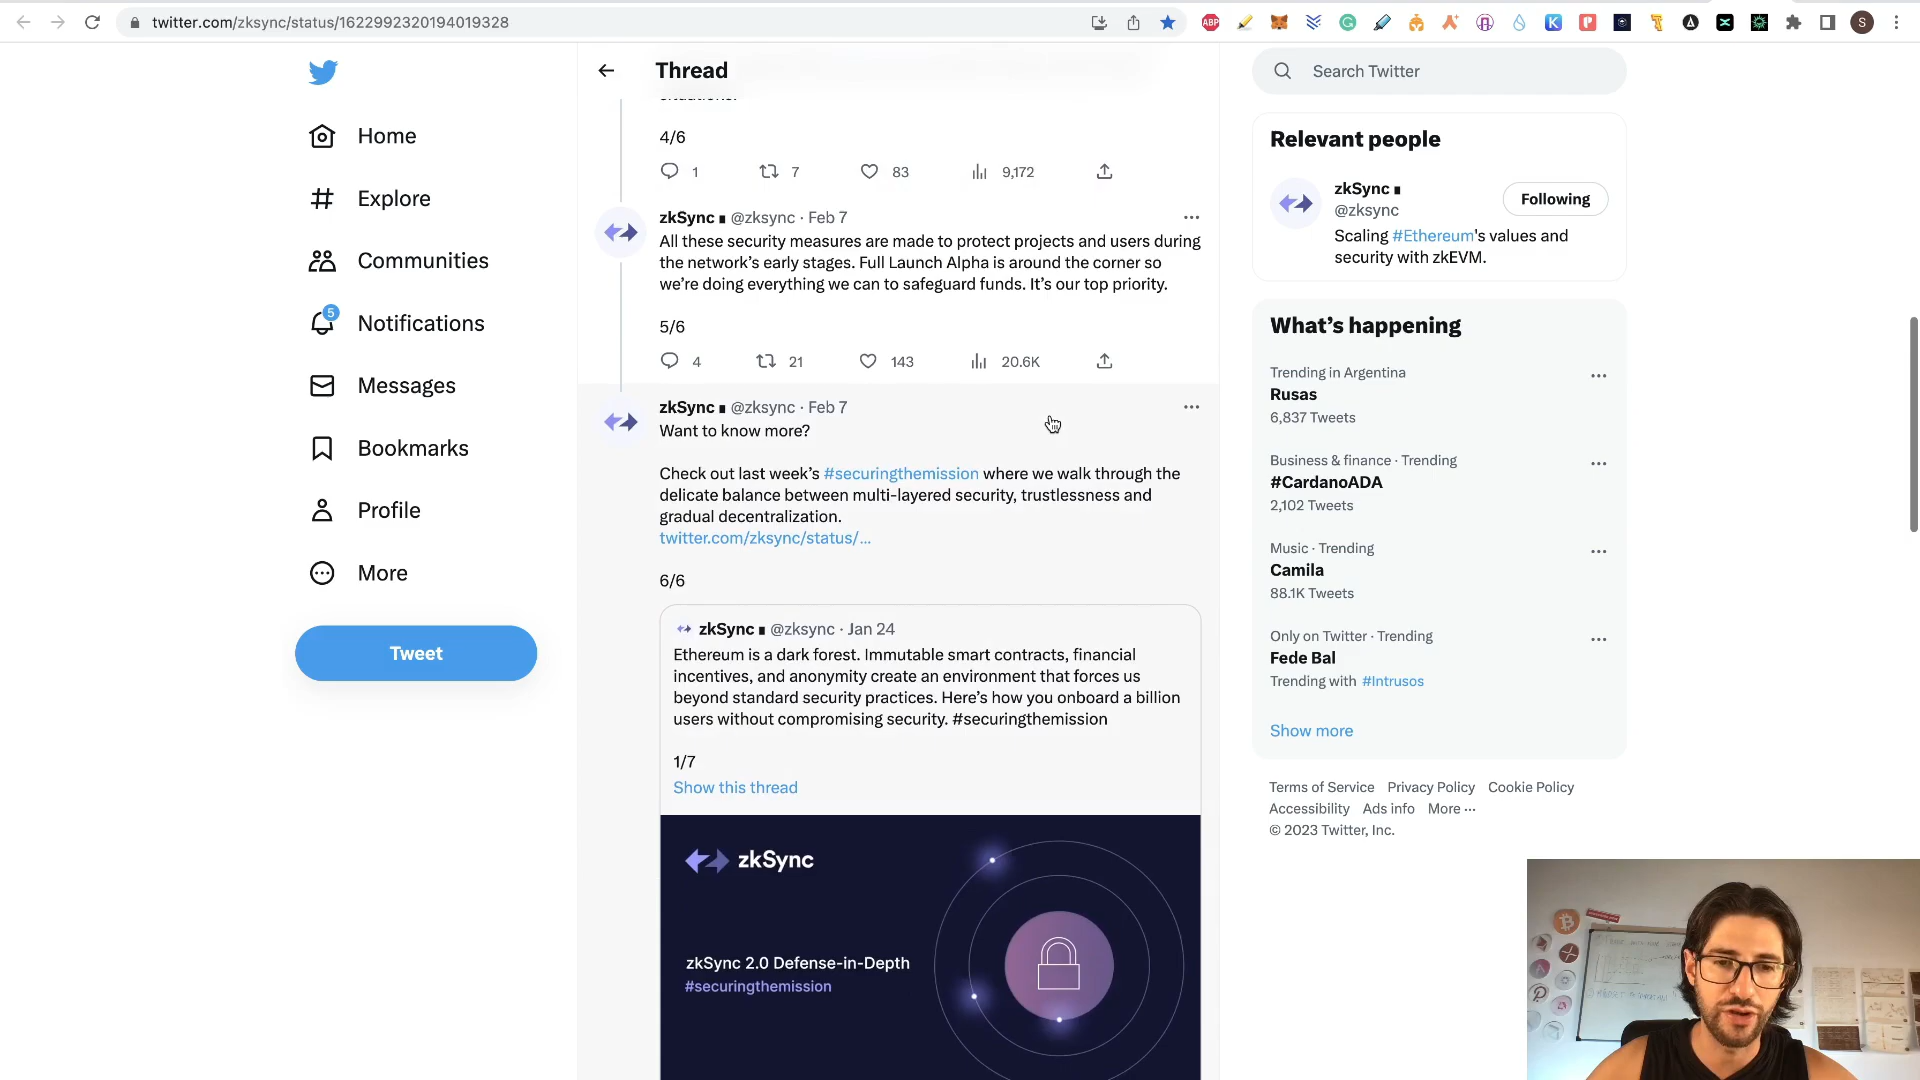 twitter.com/zksync/status/1622992320194019328
ABP
S
Home
Explore
Communities
5
Notifications
Messages
Bookmarks
Profile
More
Tweet
Thread
4/6
1
7
83
9,172
zkSync @zksync · Feb 7
All these security measures are made to protect projects and users during
the network’s early stages. Full Launch Alpha is around the corner so
we’re doing everything we can to safeguard funds. It’s our top priority.
5/6
4
21
143
20.6K
zkSync @zksync · Feb 7
Want to know more?
Check out last week’s #securingthemission where we walk through the
delicate balance between multi-layered security, trustlessness and
gradual decentralization.
twitter.com/zksync/status/...
6/6
zkSync @zksync · Jan 24
Ethereum is a dark forest. Immutable smart contracts, financial
incentives, and anonymity create an environment that forces us
beyond standard security practices. Here’s how you onboard a billion
users without compromising security. #securingthemission
1/7
Show this thread
zkSync
zkSync 2.0 Defense-in-Depth
#securingthemission
Search Twitter
Relevant people
zkSync
@zksync
Following
Scaling #Ethereum's values and
security with zkEVM.
What’s happening
Trending in Argentina
Rusas
6,837 Tweets
Business & finance · Trending
#CardanoADA
2,102 Tweets
Music · Trending
Camila
88.1K Tweets
Only on Twitter · Trending
Fede Bal
Trending with #Intrusos
Show more
Terms of Service Privacy Policy Cookie Policy
Accessibility Ads info More ···
© 2023 Twitter, Inc.